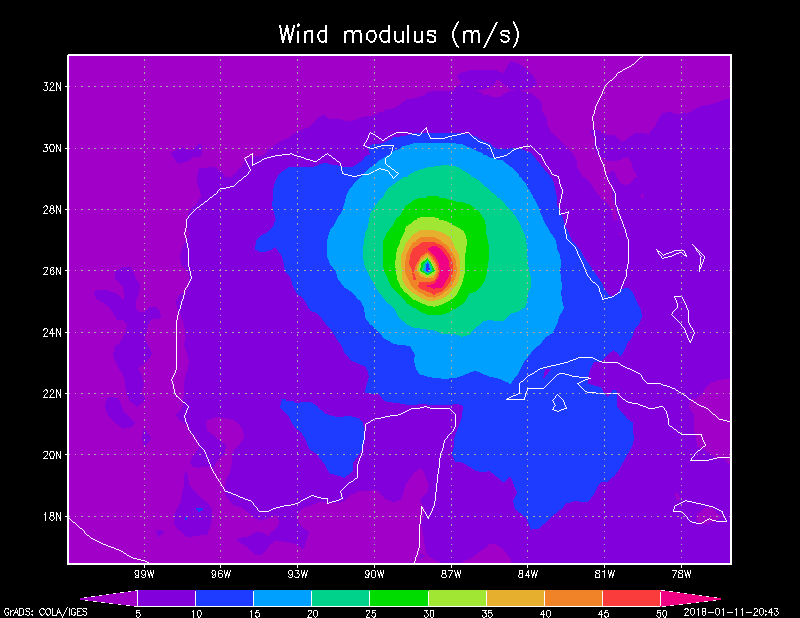 Wind modulus (m/s)
32N
30N
28N
26N
24N
22N
20N
18N
99W 96W 93W 90W 87W 84W 81W 78W
5 10 15 20 25 30 35 40 45 50
GrADS: COLA/IGES 2018-01-11-20:43